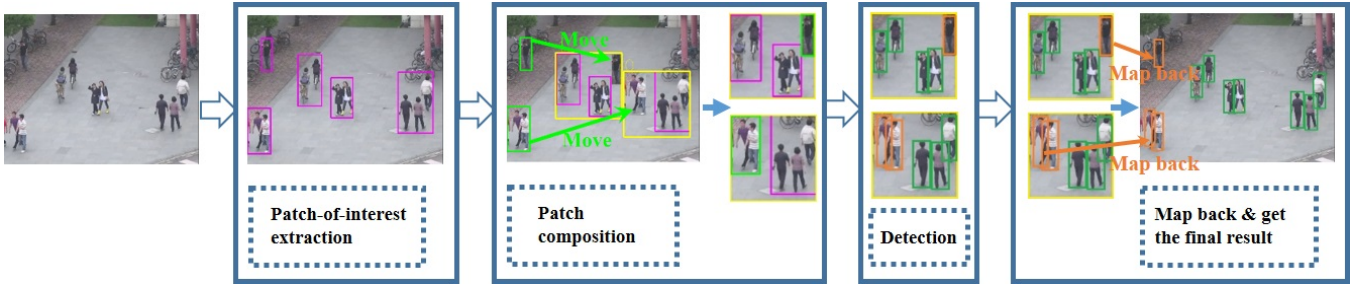 Patch-of-interest
extraction
Move
Move
Patch
composition
Detection
Map back
Map back
Map back & get
the final result